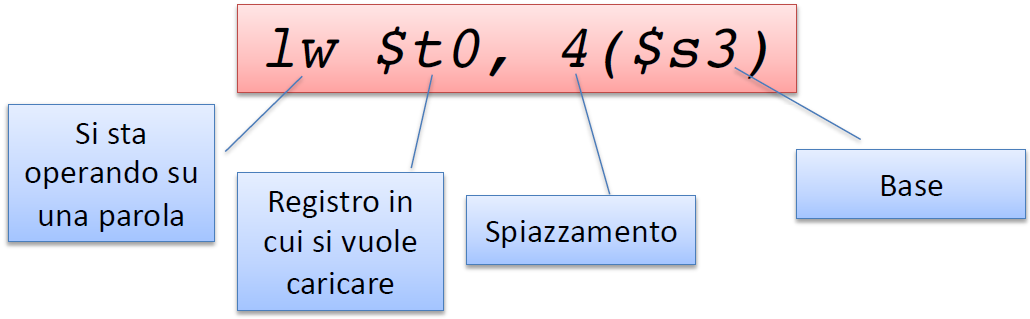 lw $t0, 4($s3)
Si sta
operando su
una parola
Registro in
cui si vuole
caricare
Spiazzamento
Base